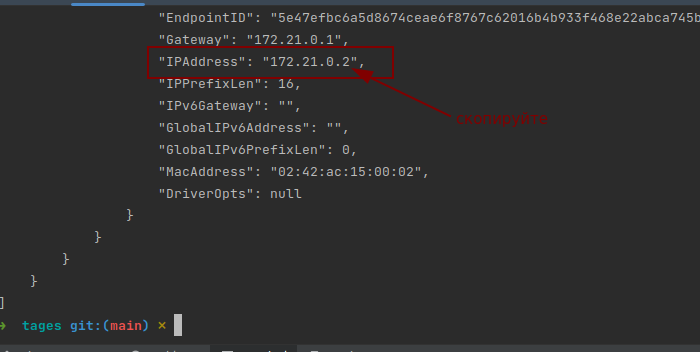 "EndpointID": "5e47efbc6a5d8674ceae6f8767c62016b4b933f468e22abca745b
"Gateway": "172.21.0.1",
"IPAddress": "172.21.0.2",
"IPPrefixLen": 16,
"IPv6Gateway": "",
скопируйте
"GlobalIPv6Address": "",
"GlobalIPv6PrefixLen": 0,
"MacAddress": "02:42:ac:15:00:02",
"DriverOpts": null
}
}
}
}
]
→ tages git:(main) ×